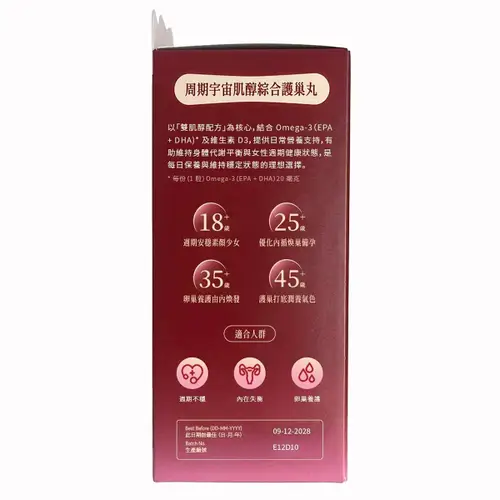 周期宇宙肌醇綜合護巢丸
以「雙肌醇配方」為核心，結合 Omega-3（EPA
+ DHA）* 及維生素 D3，提供日常營養支持，有
助維持身體代謝平衡與女性週期健康狀態，是
每日保養與維持穩定狀態的理想選擇。
* 每份（1 粒）Omega-3（EPA + DHA）20 毫克
18+歲
週期安穩素顏少女
25+歲
優化內循煥巢備孕
35+歲
卵巢養護由內煥發
45+歲
護巢打底潤養氣色
適合人群
週期不穩
內在失衡
卵巢養護
Best Before (DD-MM-YYYY)
此日期前最佳（日-月-年）
09-12-2028
Batch No.
生產編號
E12D10